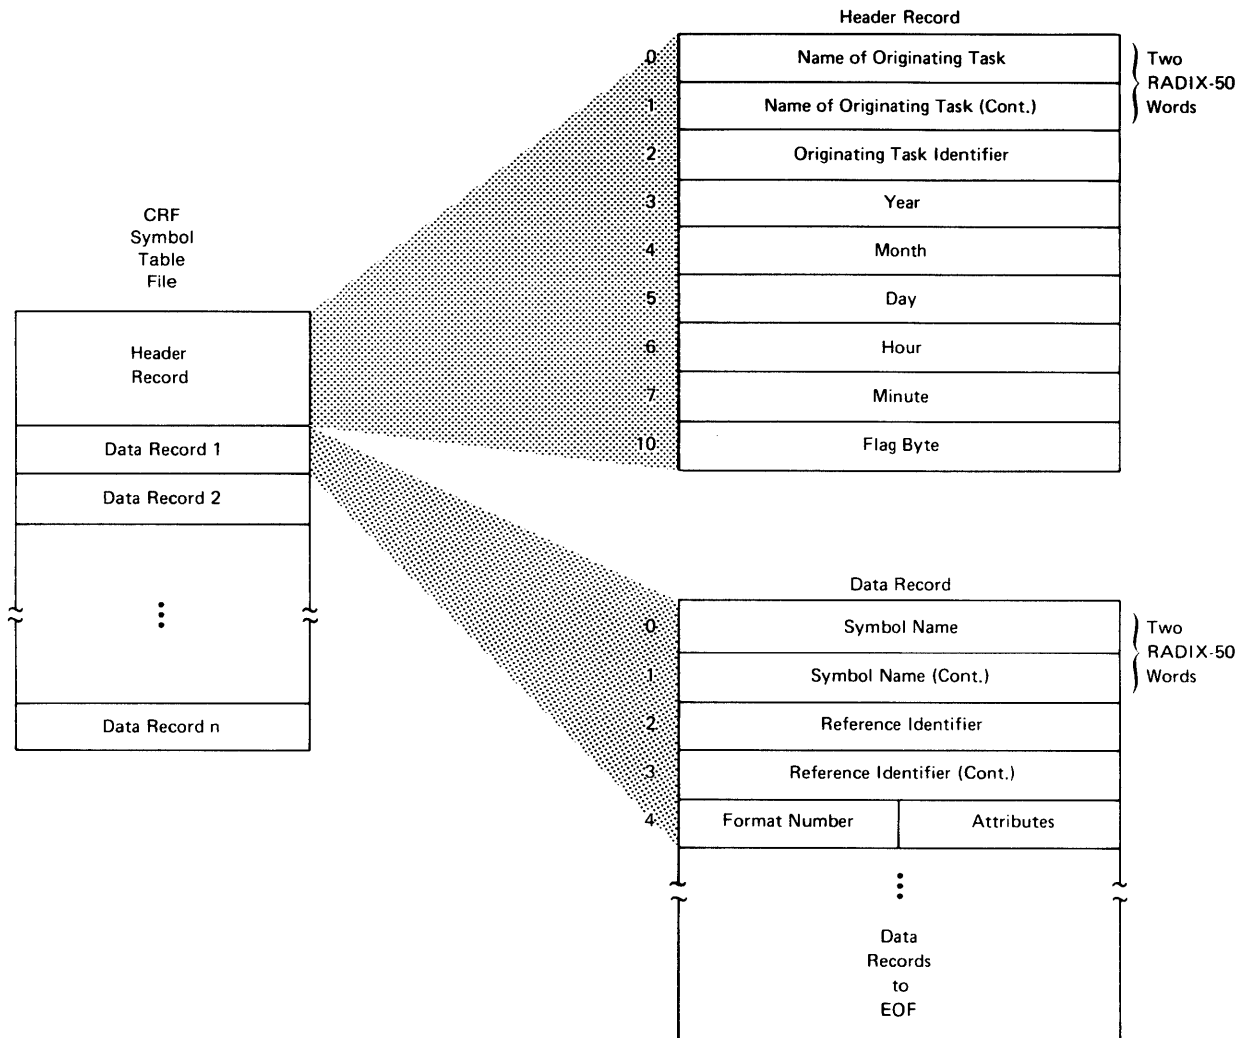 Header Record
0
Name of Originating Task
1
Name of Originating Task (Cont.)
Two
RADIX-50
Words
2
Originating Task Identifier
3
Year
4
Month
5
Day
6
Hour
7
Minute
10
Flag Byte
CRF
Symbol
Table
File
Header
Record
Data Record 1
Data Record 2
Data Record n
Data Record
0
Symbol Name
1
Symbol Name (Cont.)
Two
RADIX-50
Words
2
Reference Identifier
3
Reference Identifier (Cont.)
4
Format Number
Attributes
Data
Records
to
EOF